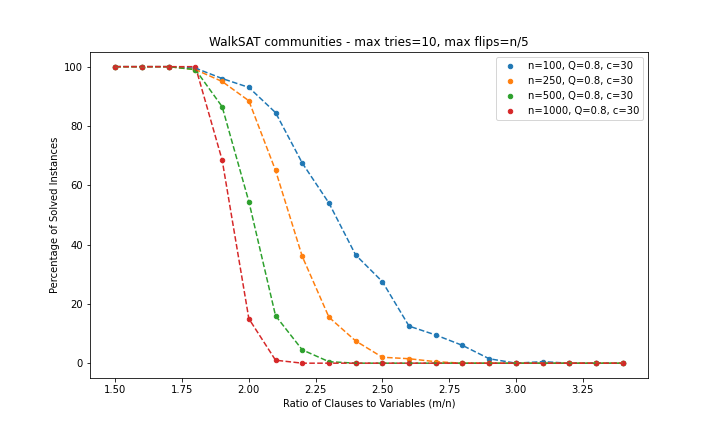 WalkSAT communities - max tries=10, max flips=n/5
n=100, Q=0.8, c=30
n=250, Q=0.8, c=30
n=500, Q=0.8, c=30
n=1000, Q=0.8, c=30
Percentage of Solved Instances
100
80
60
40
20
0
1.50 1.75 2.00 2.25 2.50 2.75 3.00 3.25
Ratio of Clauses to Variables (m/n)